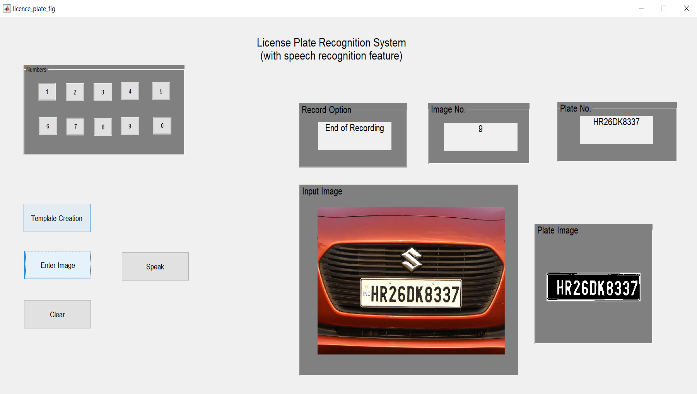 licence_plate_fig
License Plate Recognition System
(with speech recognition feature)
Numbers
1 2 3 4 5
6 7 8 9 0
Record Option
End of Recording
Image No.
9
Plate No.
HR26DK8337
Template Creation
Enter Image
Speak
Clear
Input Image
HR26DK8337
Plate Image
HR26DK8337